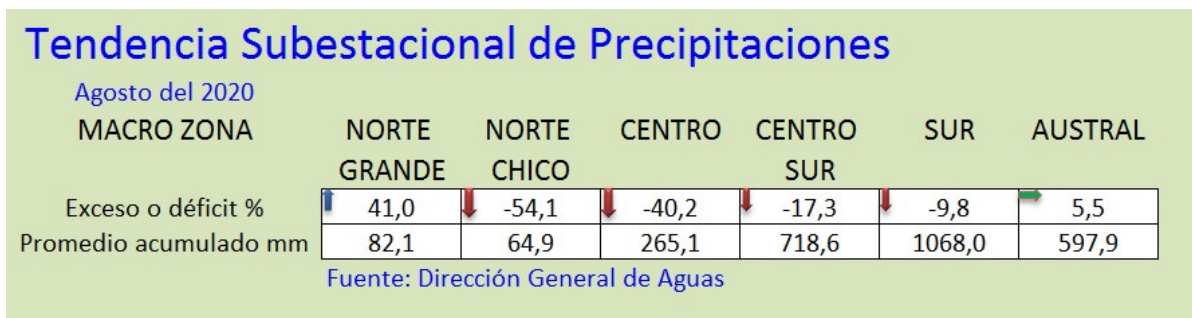 Tendencia Subestacional de Precipitaciones
Agosto del 2020
MACRO ZONA NORTE GRANDE NORTE CHICO CENTRO CENTRO SUR SUR AUSTRAL
Exceso o déficit % 41,0 -54,1 -40,2 -17,3 -9,8 5,5
Promedio acumulado mm 82,1 64,9 265,1 718,6 1068,0 597,9
Fuente: Dirección General de Aguas